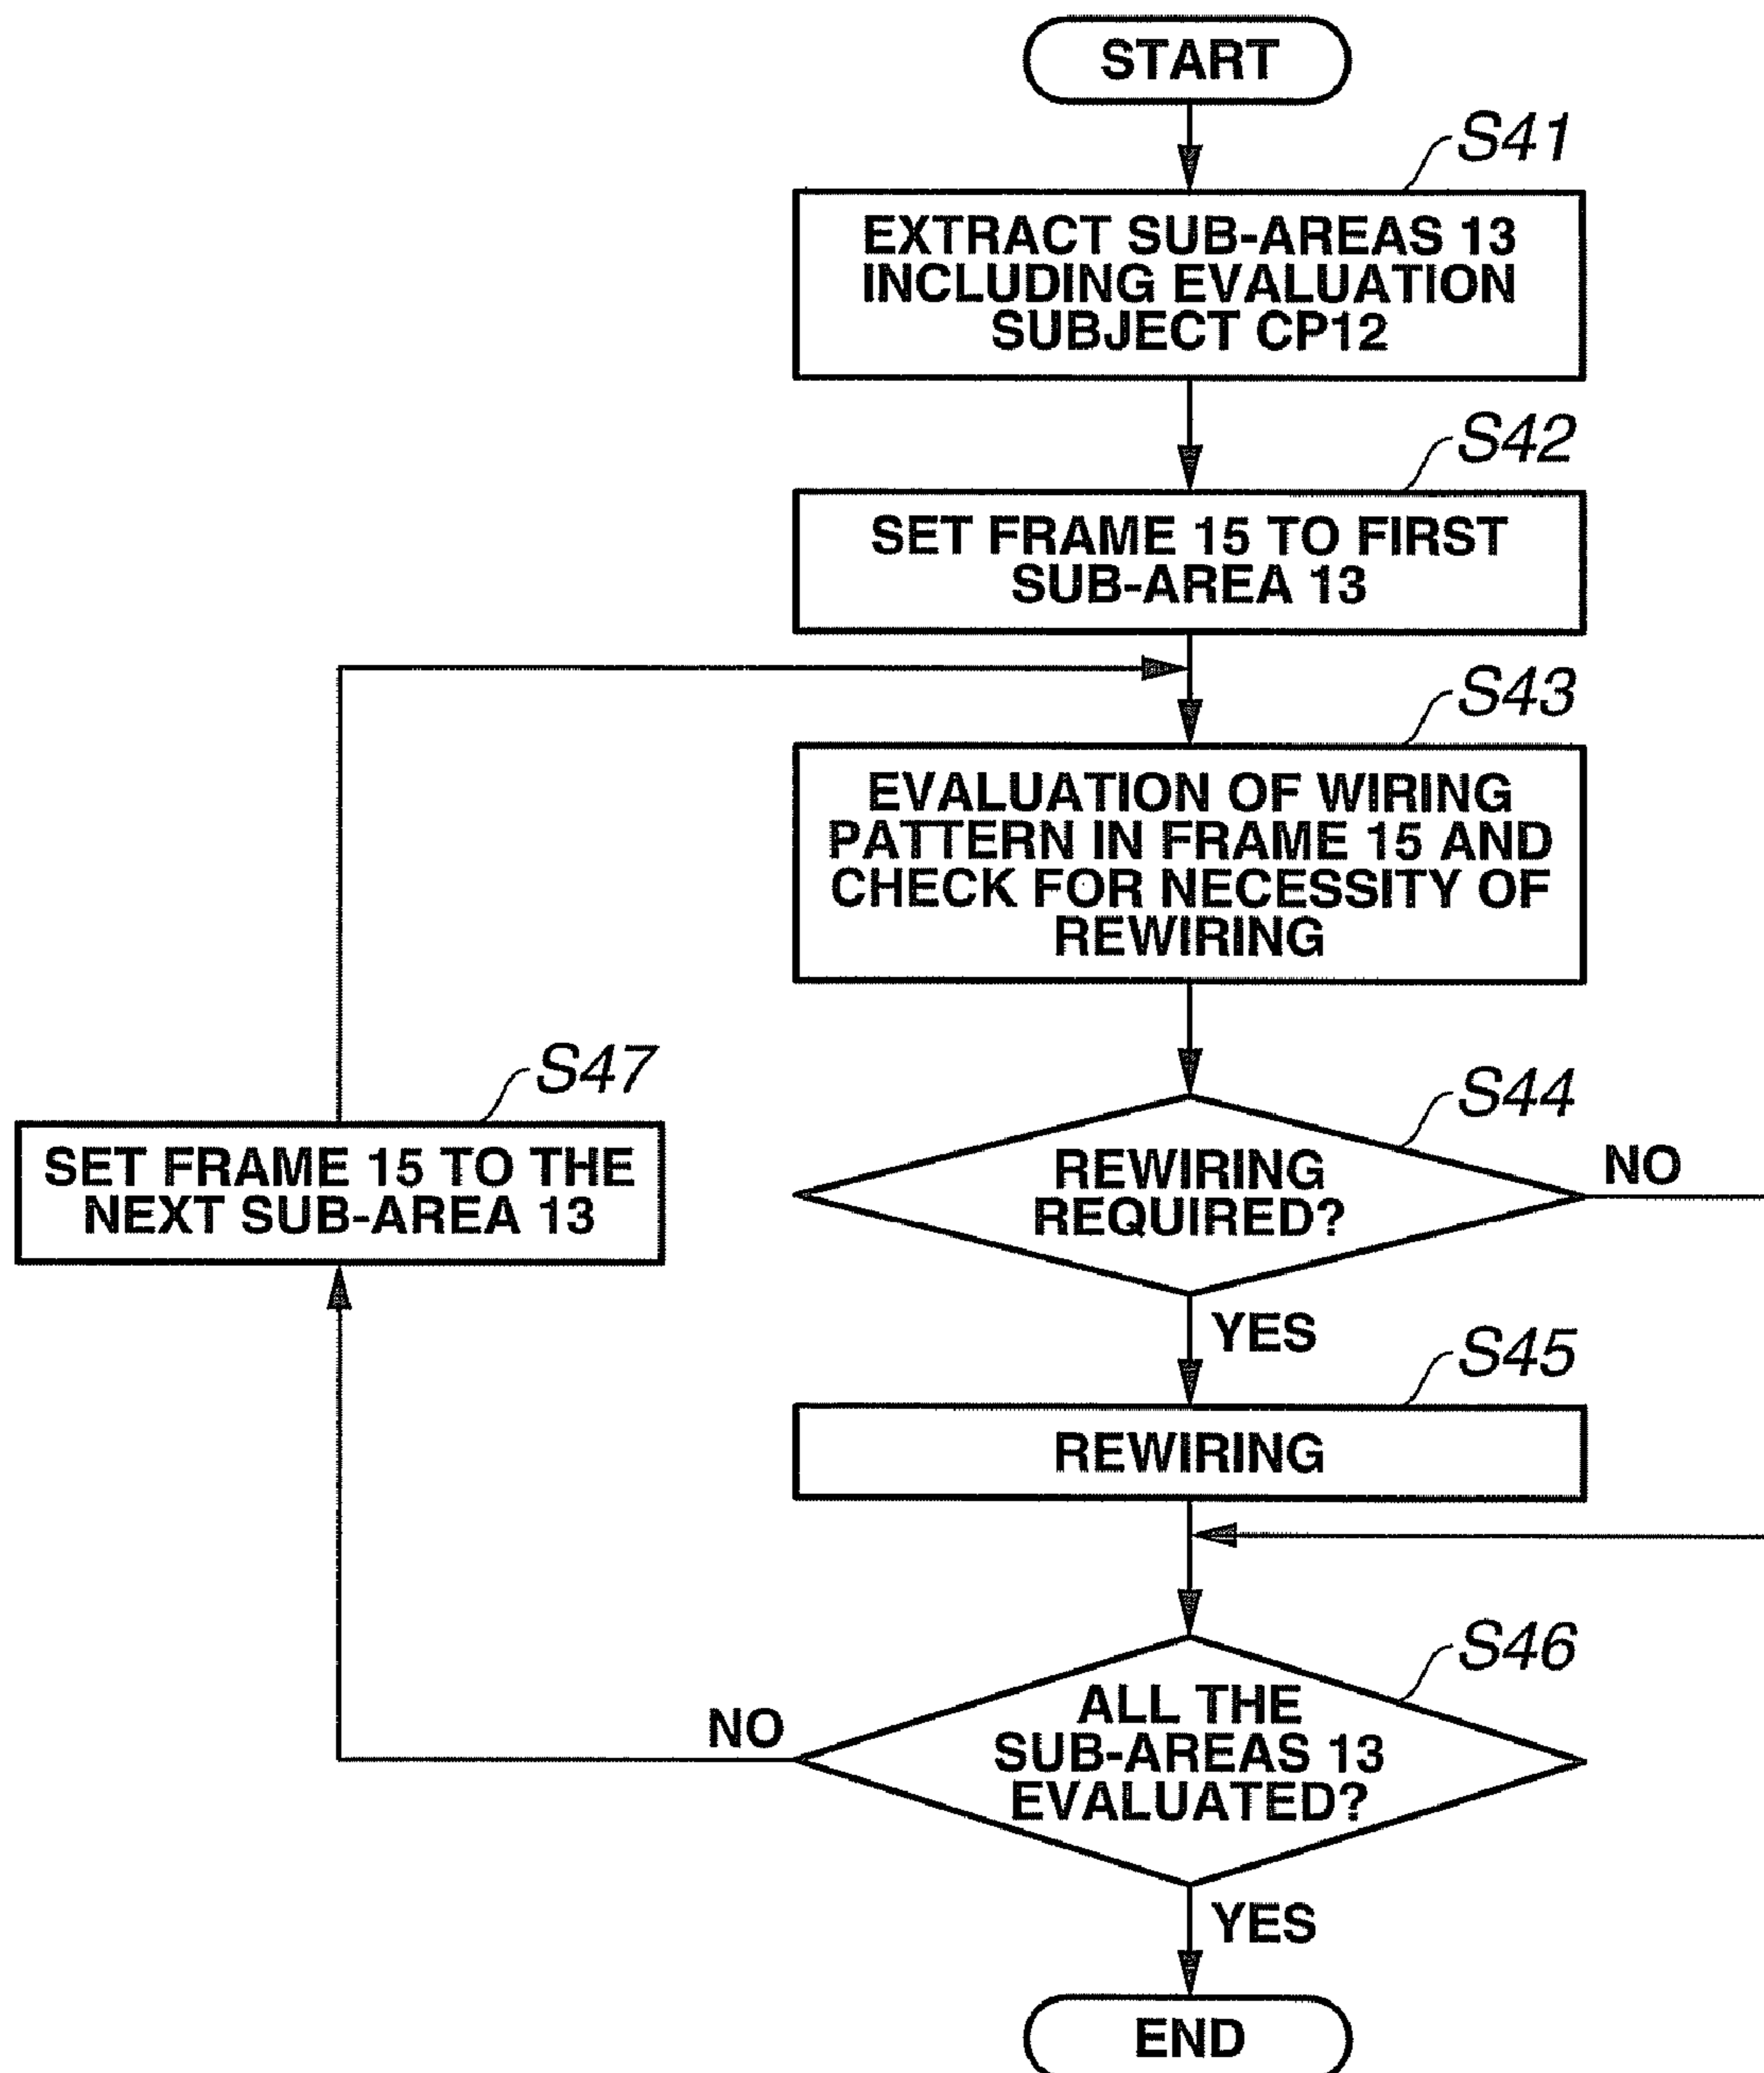 START
S41
EXTRACT SUB-AREAS 13
INCLUDING EVALUATION
SUBJECT CP12
S42
SET FRAME 15 TO FIRST
SUB-AREA 13
S43
EVALUATION OF WIRING
PATTERN IN FRAME 15 AND
CHECK FOR NECESSITY OF
REWIRING
S47
SET FRAME 15 TO THE
NEXT SUB-AREA 13
S44
REWIRING
REQUIRED?
NO
YES
S45
REWIRING
S46
ALL THE
SUB-AREAS 13
EVALUATED?
NO
YES
END